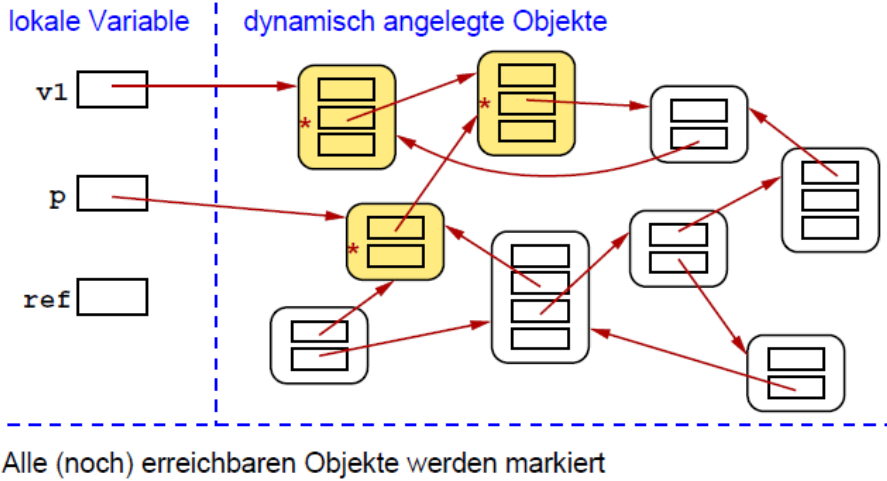 lokale Variable dynamisch angelegte Objekte
v1
*
*
p
*
ref
Alle (noch) erreichbaren Objekte werden markiert